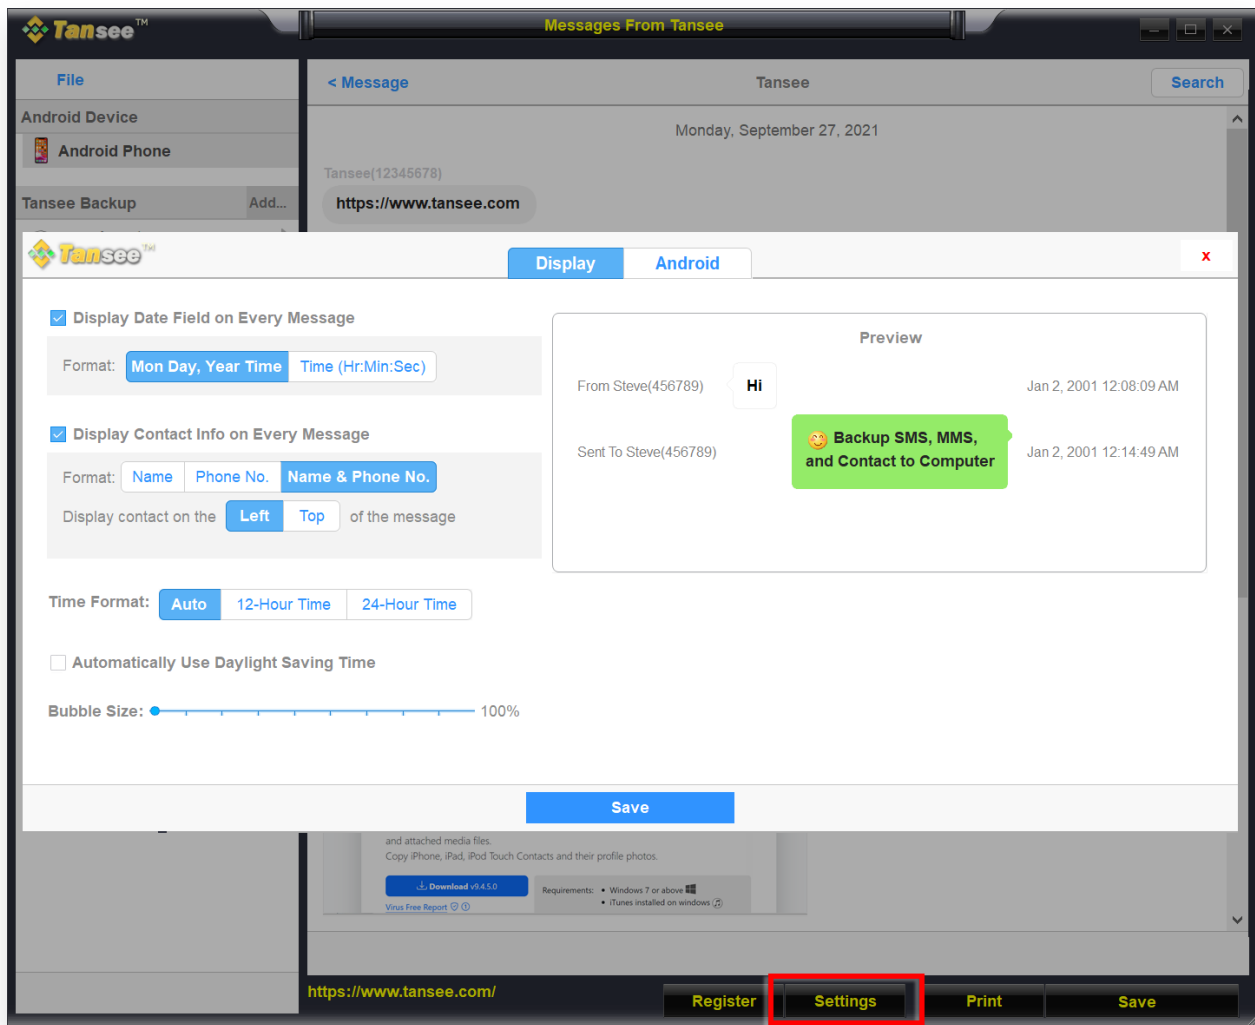 Tansee™
Messages From Tansee
File
< Message
Tansee
Search
Android Device
Monday, September 27, 2021
Android Phone
Tansee(12345678)
Tansee Backup
Add...
https://www.tansee.com
Tansee™
Display
Android
x
Display Date Field on Every Message
Format:
Mon Day, Year Time
Time (Hr:Min:Sec)
Display Contact Info on Every Message
Format:
Name
Phone No.
Name & Phone No.
Display contact on the
Left
Top
of the message
Time Format:
Auto
12-Hour Time
24-Hour Time
Automatically Use Daylight Saving Time
Bubble Size:
100%
Preview
From Steve(456789)
Hi
Jan 2, 2001 12:08:09 AM
Sent To Steve(456789)
Backup SMS, MMS,
and Contact to Computer
Jan 2, 2001 12:14:49 AM
Save
and attached media files.
Copy iPhone, iPad, iPod Touch Contacts and their profile photos.
Download v9.4.5.0
Virus Free Report
Requirements:
• Windows 7 or above
• iTunes installed on windows
https://www.tansee.com/
Register
Settings
Print
Save